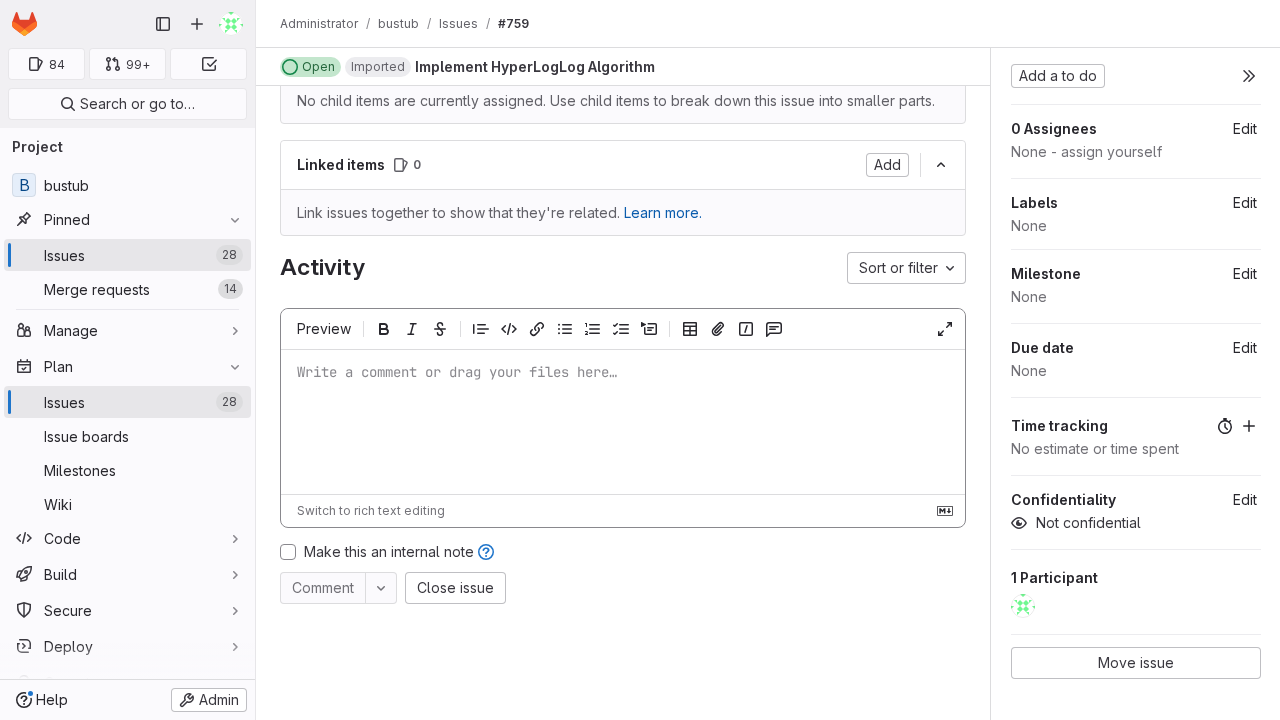 Administrator / bustub / Issues / #759
84
99+
Search or go to…
Project
B bustub
Pinned
Issues 28
Merge requests 14
Manage
Plan
Issues 28
Issue boards
Milestones
Wiki
Code
Build
Secure
Deploy
Help
Admin
Open Imported Implement HyperLogLog Algorithm
No child items are currently assigned. Use child items to break down this issue into smaller parts.
Linked items 0
Add
Link issues together to show that they're related. Learn more.
Activity
Sort or filter
Preview
Write a comment or drag your files here…
Switch to rich text editing
Make this an internal note
Comment
Close issue
Add a to do
0 Assignees Edit
None - assign yourself
Labels Edit
None
Milestone Edit
None
Due date Edit
None
Time tracking
No estimate or time spent
Confidentiality Edit
Not confidential
1 Participant
Move issue